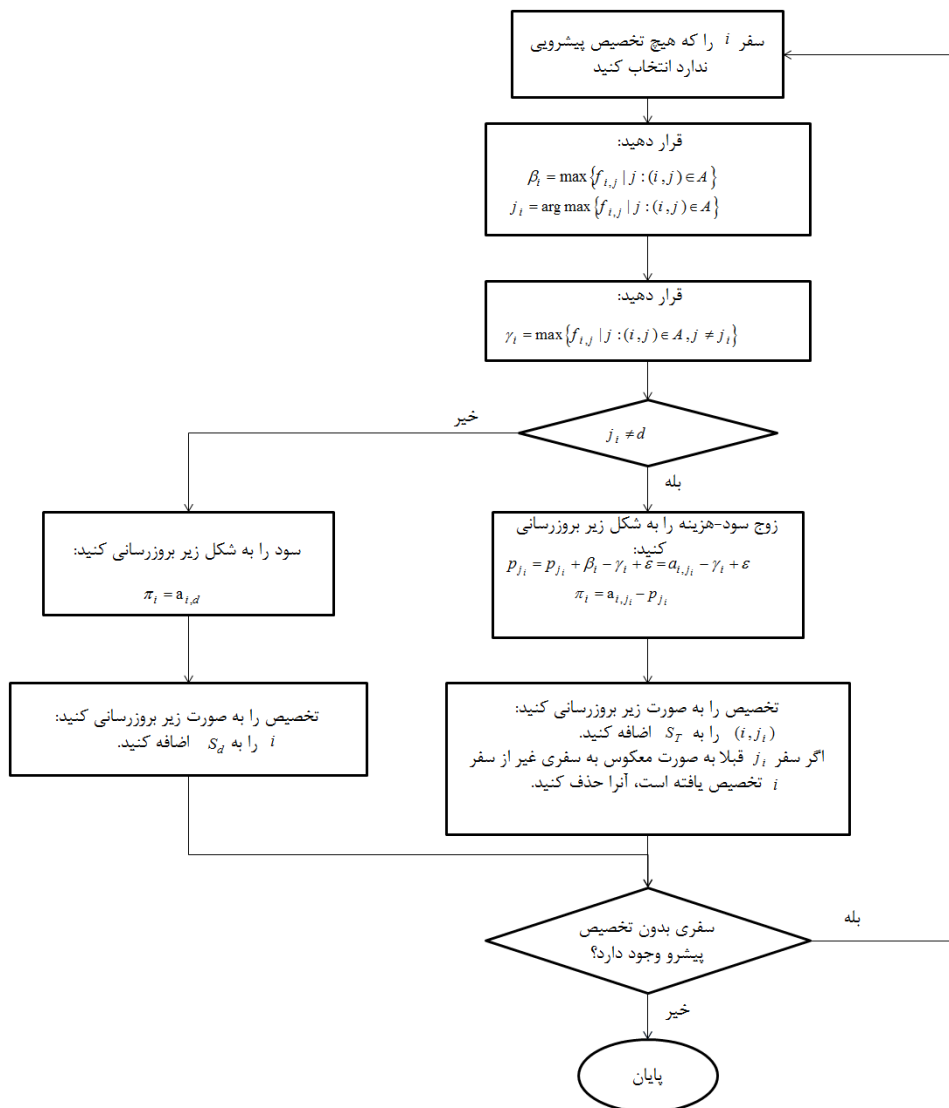 سفر i را که هیچ تخصیص پیشرویی
ندارد انتخاب کنید
قرار دهید:
β_i = max{f_{i,j} | j : (i, j) ∈ A}
j_i = arg max{f_{i,j} | j : (i, j) ∈ A}
قرار دهید:
γ_i = max{f_{i,j} | j : (i, j) ∈ A, j ≠ j_i}
j_i ≠ d
خیر
بله
سود را به شکل زیر بروزرسانی کنید:
π_i = a_{i,d}
زوج سود-هزینه را به شکل زیر بروزرسانی
کنید:
p_{j_i} = p_{j_i} + β_i − γ_i + ε = a_{i,j_i} − γ_i + ε
π_i = a_{i,j_i} − p_{j_i}
تخصیص را به صورت زیر بروزرسانی کنید:
i را به S_d اضافه کنید.
تخصیص را به صورت زیر بروزرسانی کنید:
(i, j_i) را به S_T اضافه کنید.
اگر سفر j_i قبلا به صورت معکوس به سفری غیر از سفر
i تخصیص یافته است، آنرا حذف کنید.
سفری بدون تخصیص
پیشرو وجود دارد؟
بله
خیر
پایان